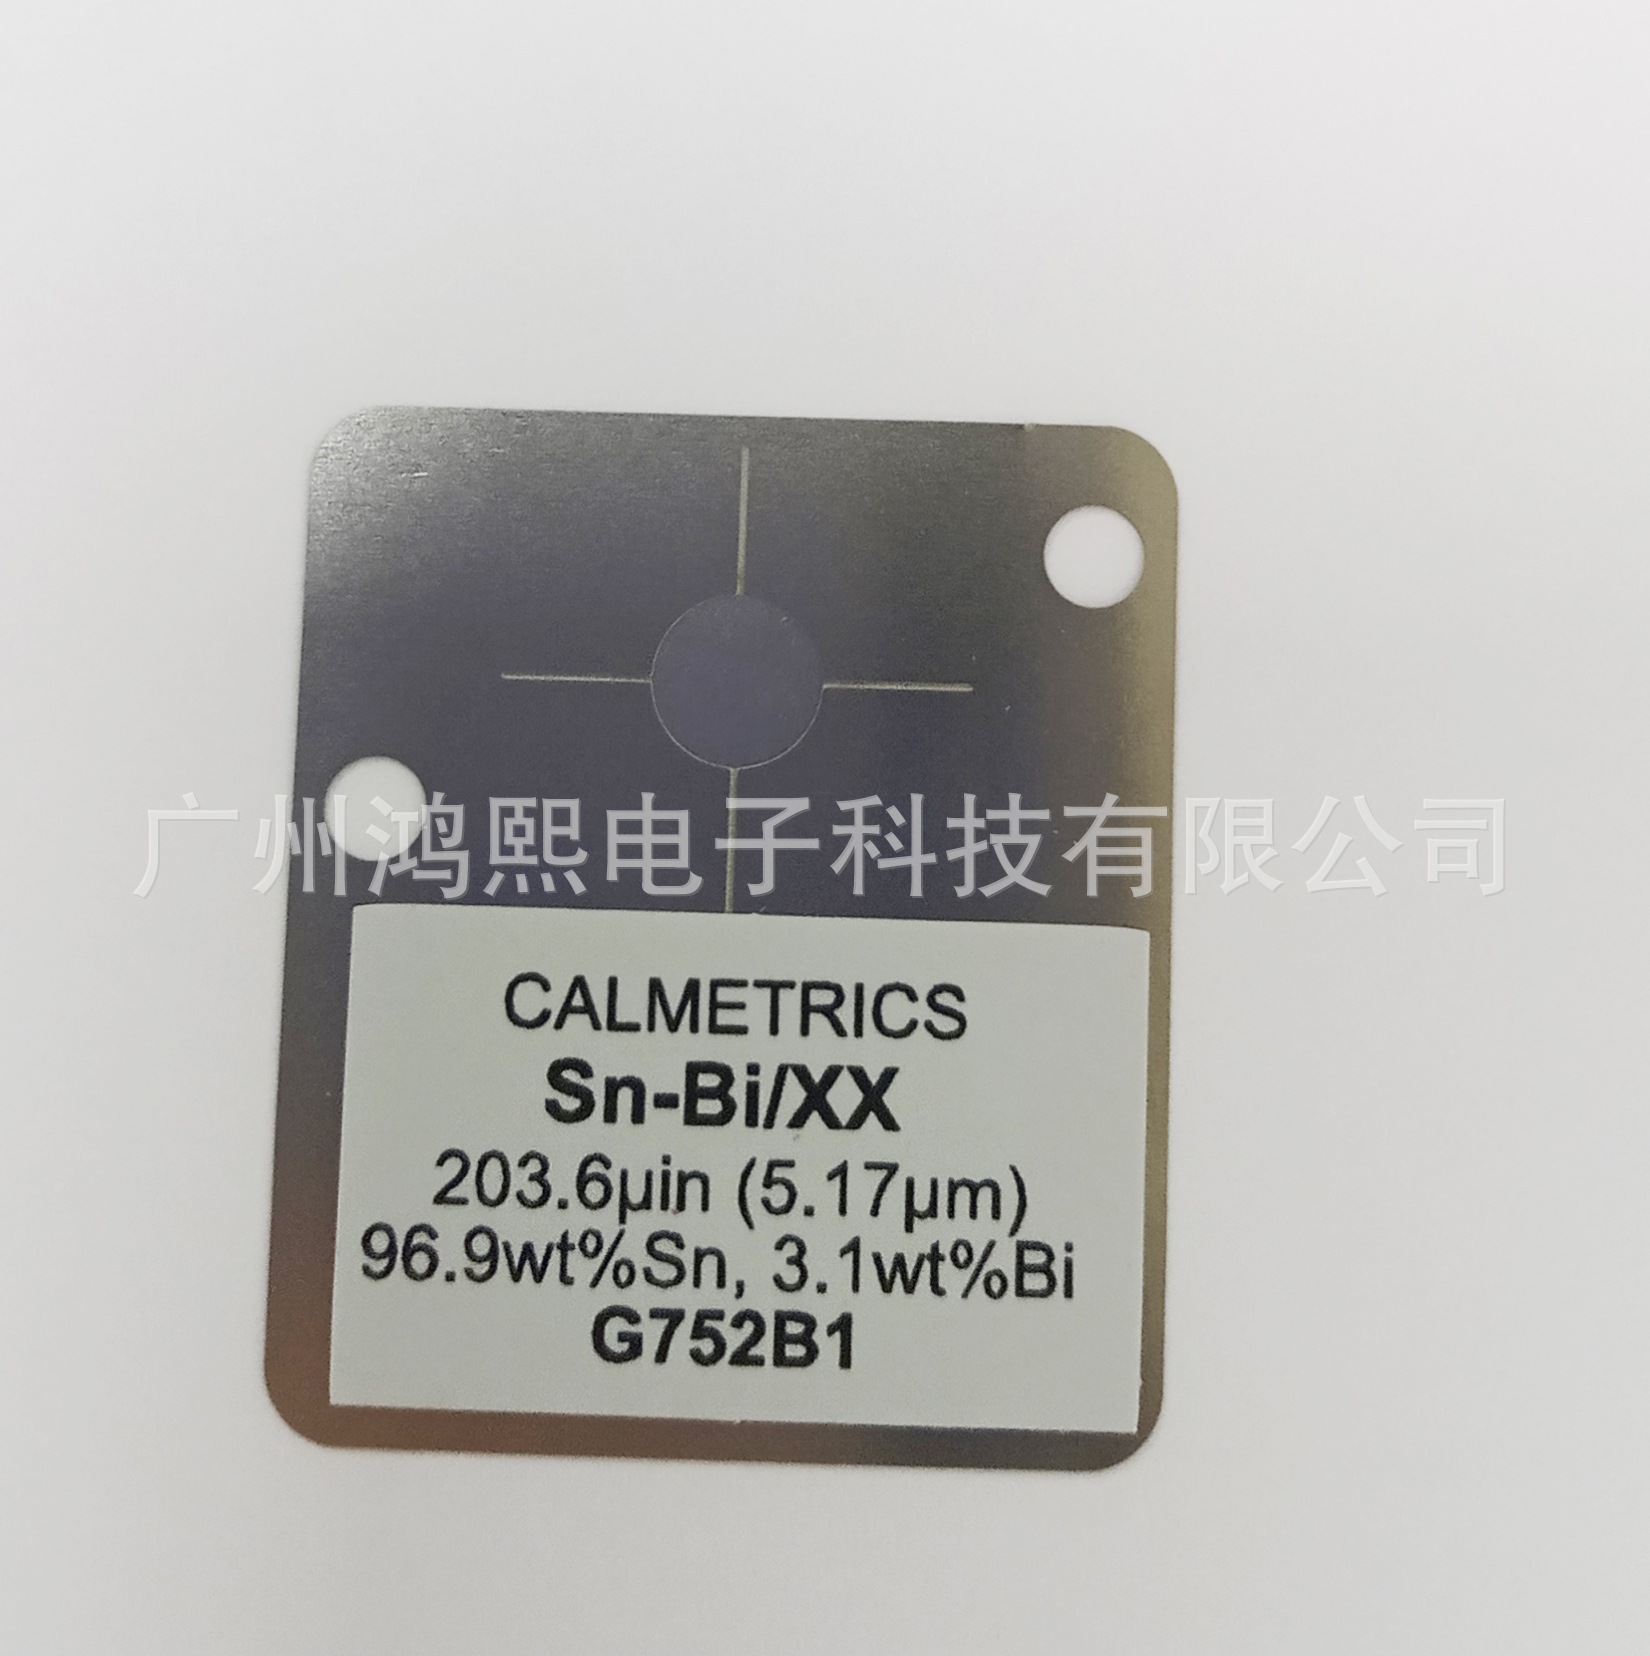 广州鸿熙电子科技有限公司
CALMETRICS
Sn-Bi/XX
203.6µin (5.17µm)
96.9wt%Sn, 3.1wt%Bi
G752B1